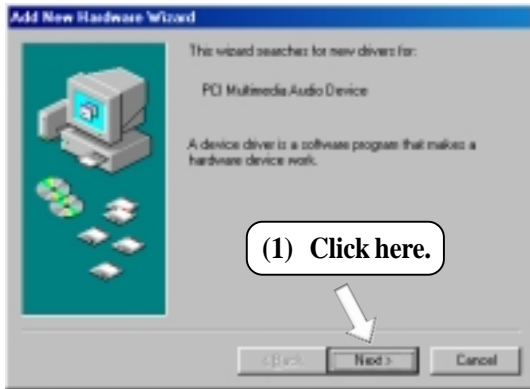 Add New Hardware Wizard
This wizard searches for new drivers for:
PCI Multimedia Audio Device
A device driver is a software program that makes a
hardware device work.
(1) Click here.
< Back Next > Cancel